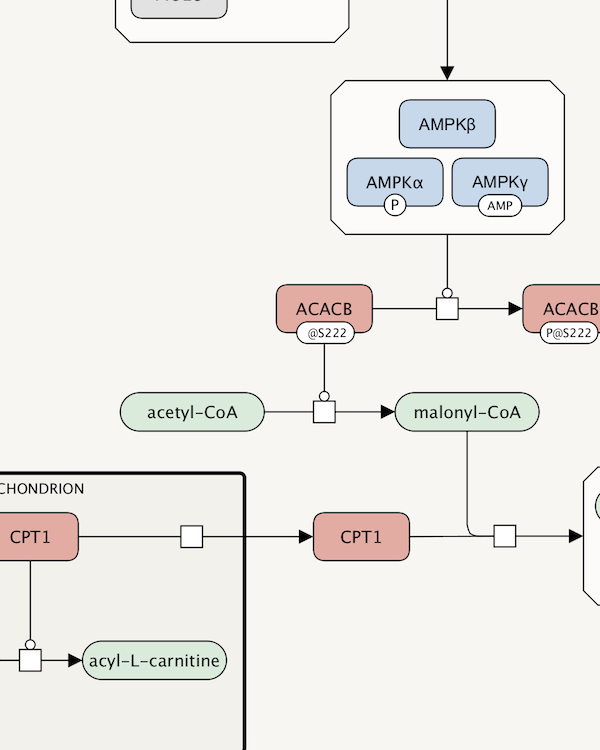 AMPKβ
AMPKα
AMPKγ
P
AMP
ACACB
ACACB
@S222
P@S222
acetyl-CoA
malonyl-CoA
CHONDRION
CPT1
CPT1
acyl-L-carnitine